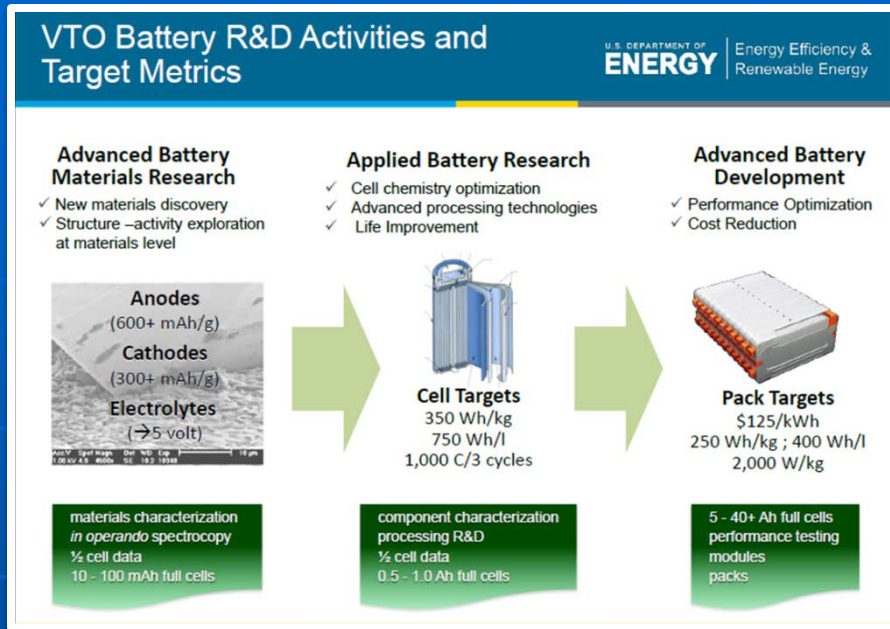 VTO Battery R&D Activities and
Target Metrics
U.S. DEPARTMENT OF
ENERGY
Energy Efficiency &
Renewable Energy
Advanced Battery
Materials Research
✓ New materials discovery
✓ Structure –activity exploration
at materials level
Anodes
(600+ mAh/g)
Cathodes
(300+ mAh/g)
Electrolytes
(→5 volt)
materials characterization
in operando spectrocopy
½ cell data
10 - 100 mAh full cells
Applied Battery Research
✓ Cell chemistry optimization
✓ Advanced processing technologies
✓ Life Improvement
Cell Targets
350 Wh/kg
750 Wh/l
1,000 C/3 cycles
component characterization
processing R&D
½ cell data
0.5 - 1.0 Ah full cells
Advanced Battery
Development
✓ Performance Optimization
✓ Cost Reduction
Pack Targets
$125/kWh
250 Wh/kg ; 400 Wh/l
2,000 W/kg
5 - 40+ Ah full cells
performance testing
modules
packs